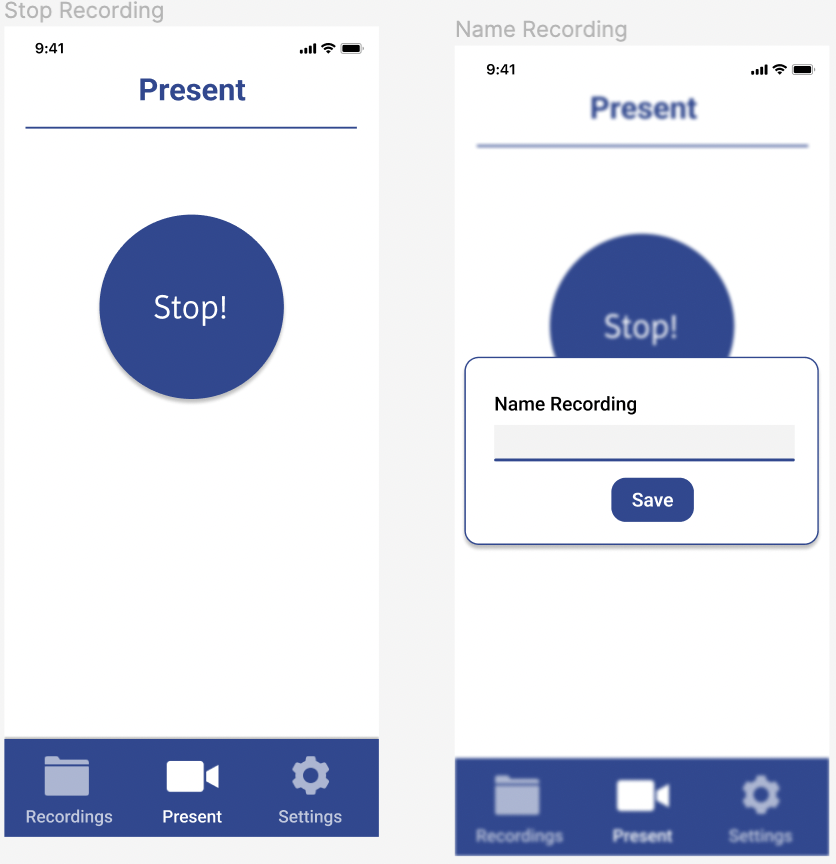 Stop Recording
9:41
Present
Stop!
Recordings
Present
Settings
Name Recording
9:41
Present
Stop!
Name Recording
Save
Recordings
Present
Settings